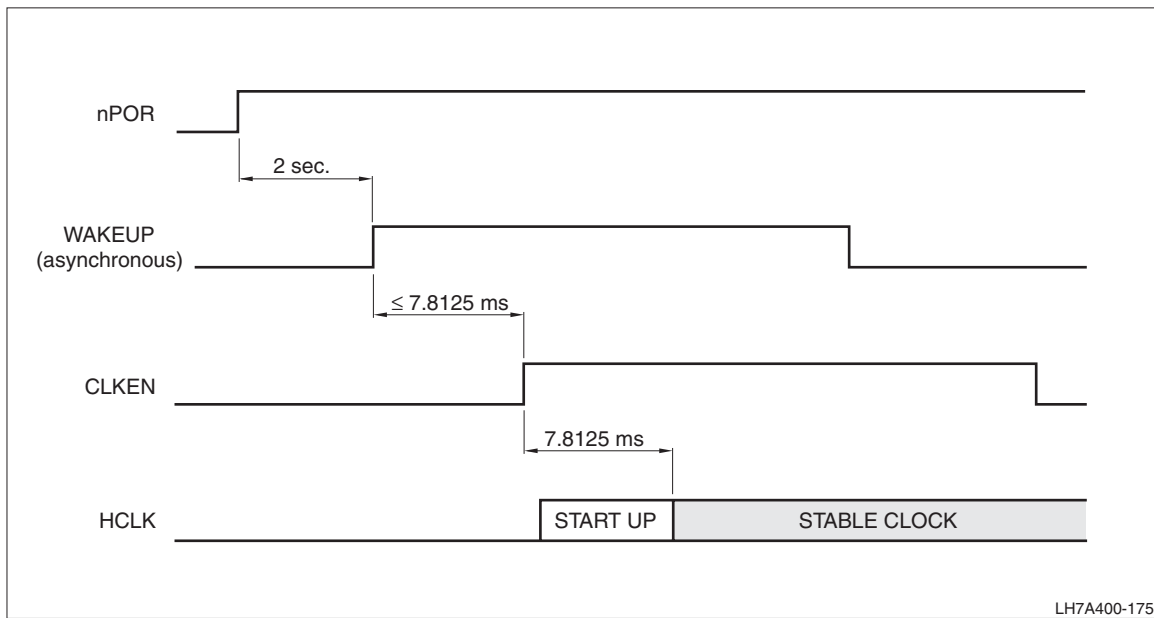 nPOR
2 sec.
WAKEUP
(asynchronous)
≤ 7.8125 ms
CLKEN
7.8125 ms
HCLK
START UP
STABLE CLOCK
LH7A400-175